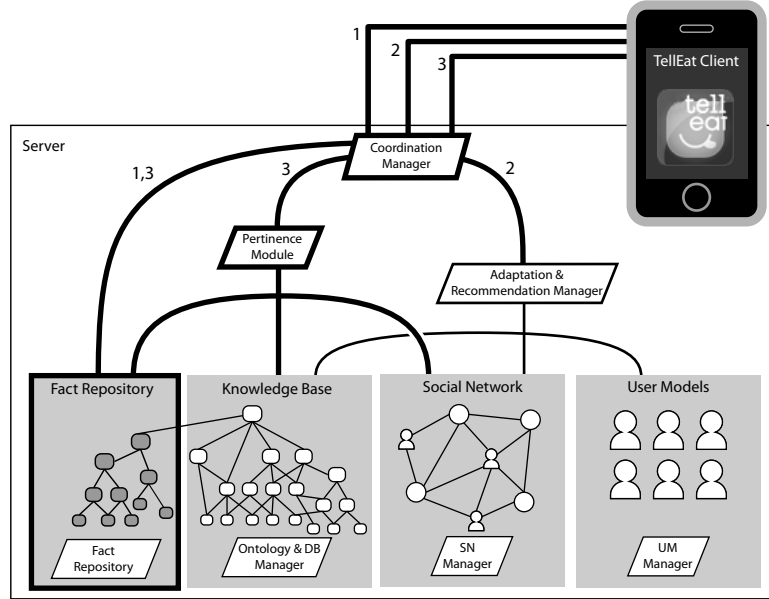 1
2
3
TellEat Client
tell
eat
Server
Coordination
Manager
1,3
3
2
Pertinence
Module
Adaptation &
Recommendation Manager
Fact Repository
Knowledge Base
Social Network
User Models
Fact
Repository
Ontology & DB
Manager
SN
Manager
UM
Manager